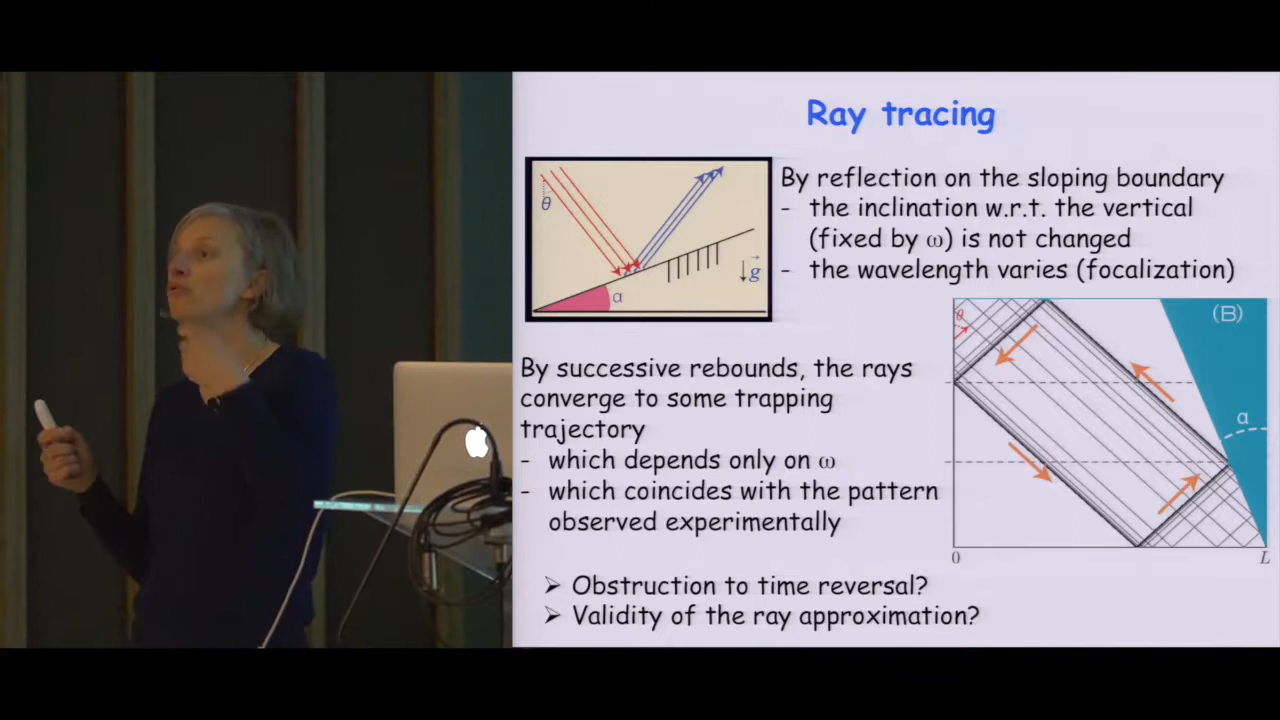 Ray tracing
θ
α
g
By reflection on the sloping boundary
- the inclination w.r.t. the vertical
(fixed by ω) is not changed
- the wavelength varies (focalization)
By successive rebounds, the rays
converge to some trapping
trajectory
- which depends only on ω
- which coincides with the pattern
observed experimentally
θ
(B)
α
0
L
➢ Obstruction to time reversal?
➢ Validity of the ray approximation?